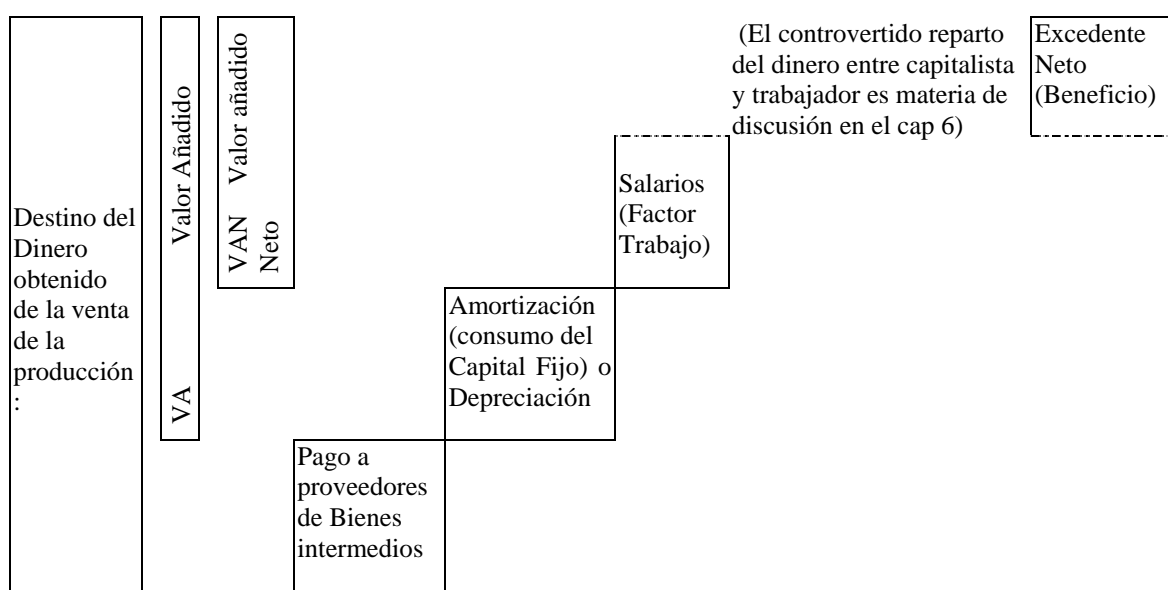 Destino del
Dinero
obtenido
de la venta
de la
producción
:
VA Valor Añadido
VAN Valor añadido
Neto
(El controvertido reparto
del dinero entre capitalista
y trabajador es materia de
discusión en el cap 6)
Excedente
Neto
(Beneficio)
Salarios
(Factor
Trabajo)
Amortización
(consumo del
Capital Fijo) o
Depreciación
Pago a
proveedores
de Bienes
intermedios